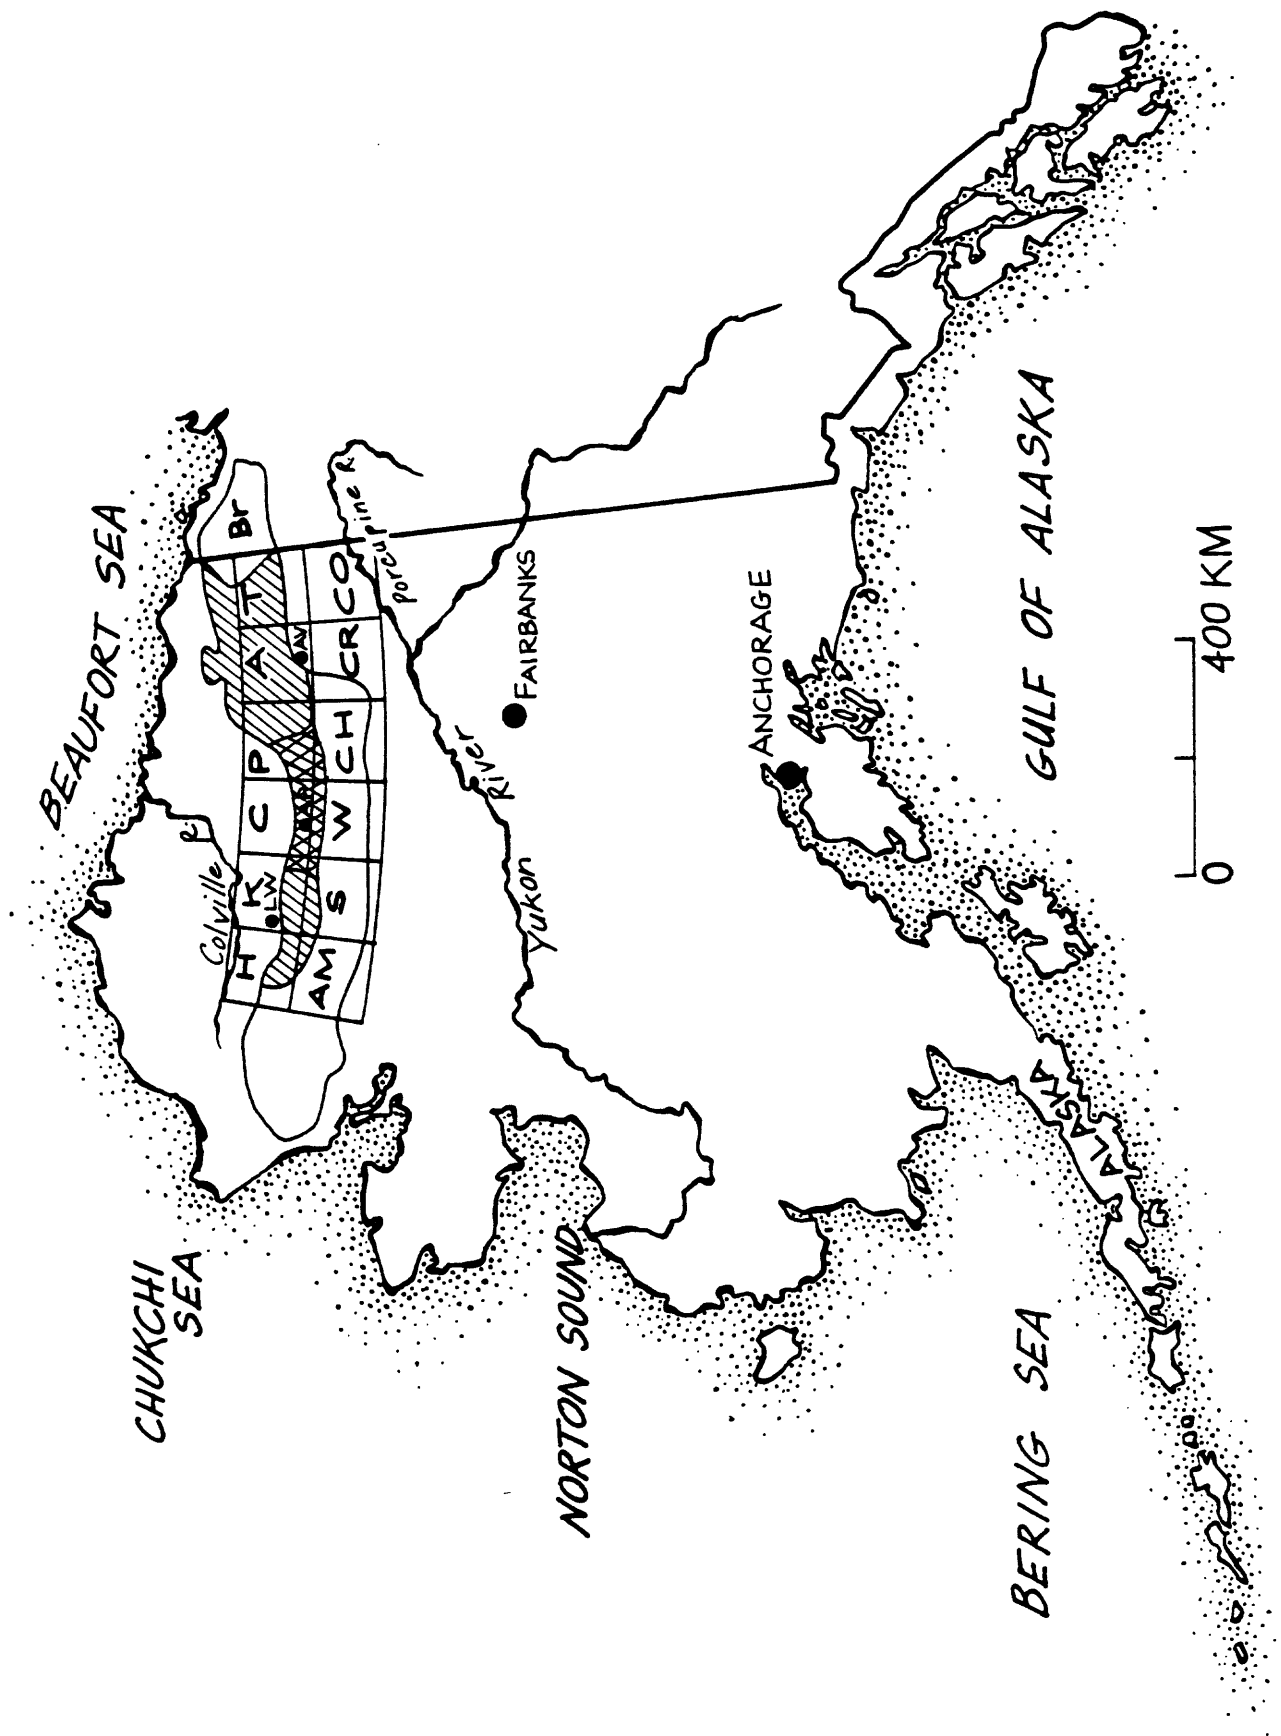 BEAUFORT SEA
CHUKCHI
SEA
Colville
R
H
K
C
P
A
T
Br
LW
AV
AM
S
W
CH
CR
CO
Porcupine R.
Yukon
River
FAIRBANKS
NORTON SOUND
ANCHORAGE
BERING SEA
ALASKA
GULF OF ALASKA
0
400 KM